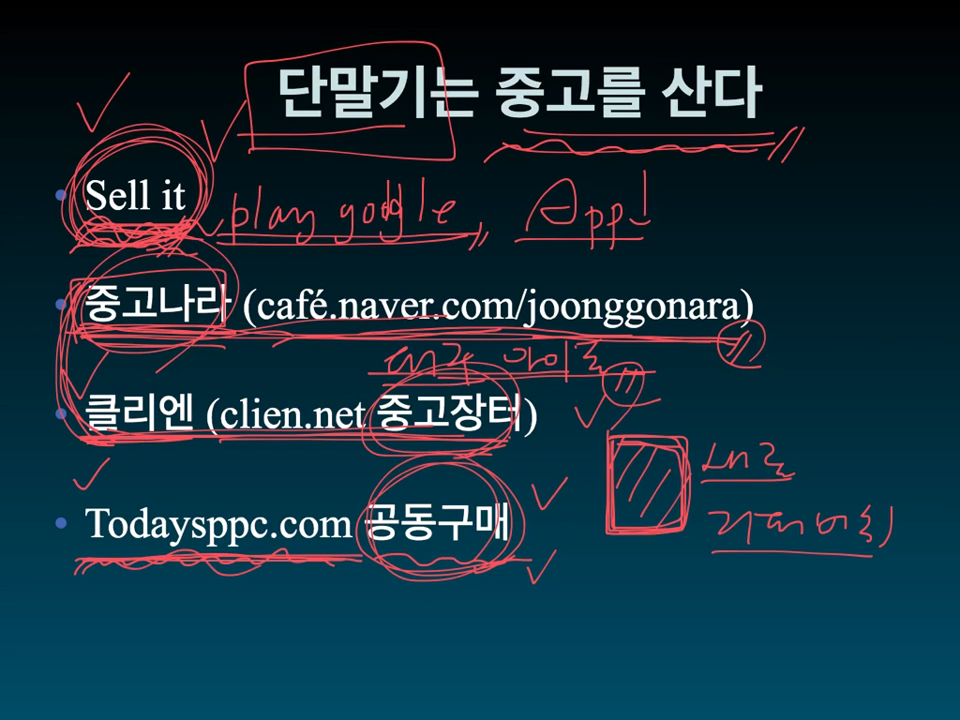 단말기는 중고를 산다
• Sell it
play google, App
• 중고나라 (café.naver.com/joonggonara)
• 클리엔 (clien.net 중고장터)
• Todaysppc.com 공동구매